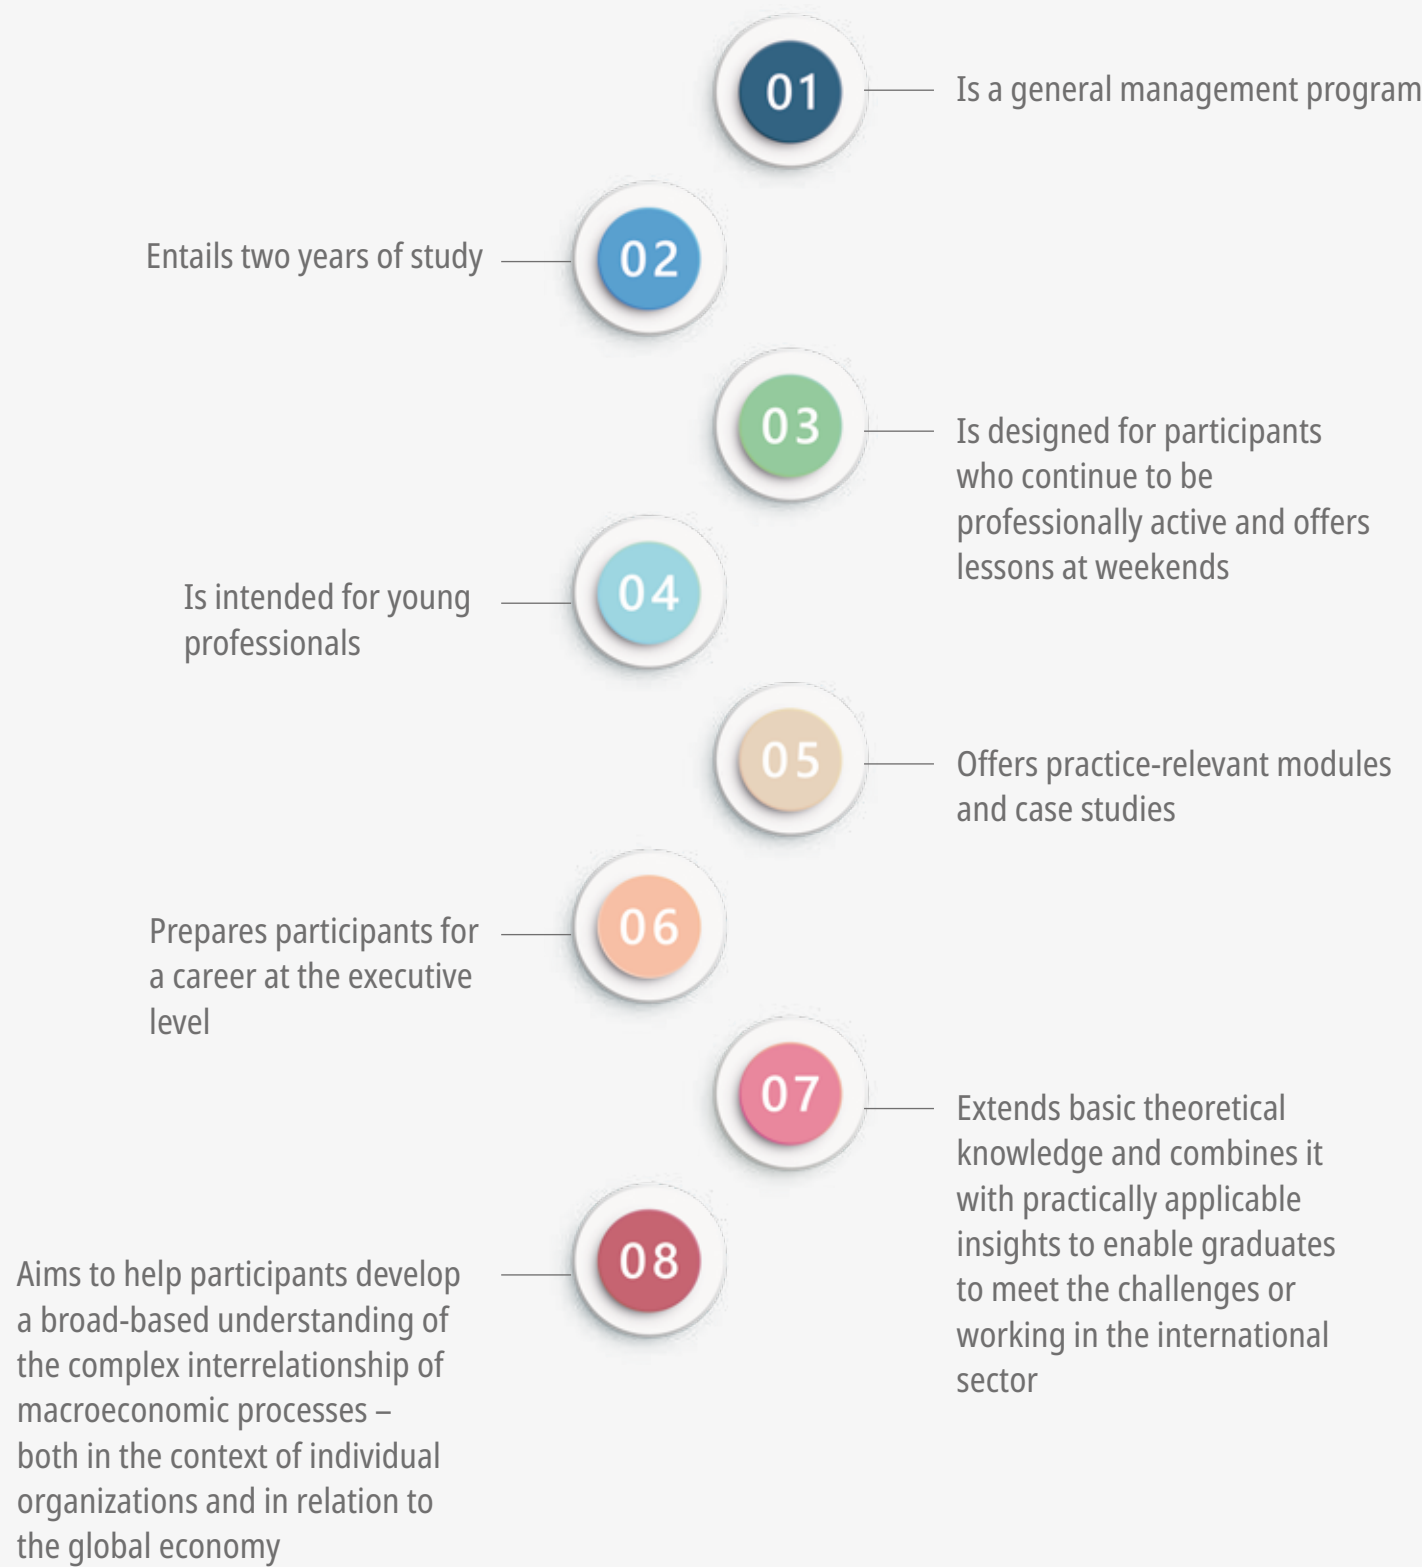 01
Is a general management program
02
Entails two years of study
03
Is designed for participants
who continue to be
professionally active and offers
lessons at weekends
04
Is intended for young
professionals
05
Offers practice-relevant modules
and case studies
06
Prepares participants for
a career at the executive
level
07
Extends basic theoretical
knowledge and combines it
with practically applicable
insights to enable graduates
to meet the challenges or
working in the international
sector
08
Aims to help participants develop
a broad-based understanding of
the complex interrelationship of
macroeconomic processes –
both in the context of individual
organizations and in relation to
the global economy